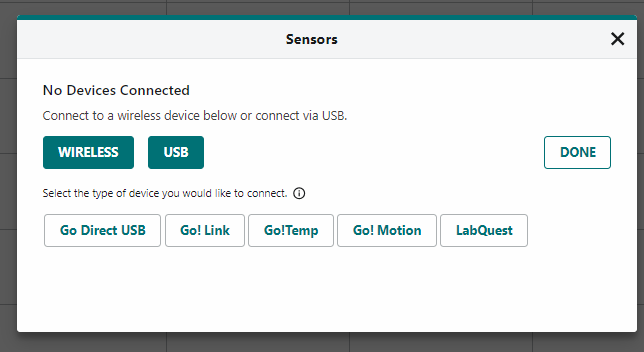 Sensors
No Devices Connected
Connect to a wireless device below or connect via USB.
WIRELESS USB DONE
Select the type of device you would like to connect.
Go Direct USB Go! Link Go!Temp Go! Motion LabQuest